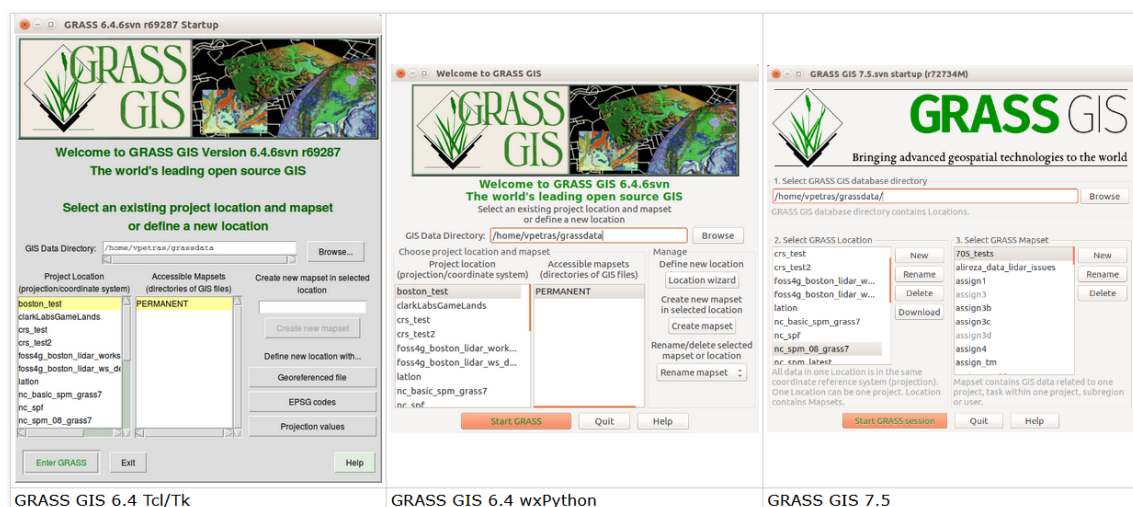 GRASS 6.4.6svn r69287 Startup
GRASS
GIS
Welcome to GRASS GIS Version 6.4.6svn r69287
The world's leading open source GIS
Select an existing project location and mapset
or define a new location
GIS Data Directory:
/home/vpetras/grassdata
Browse...
Project Location
(projection/coordinate system)
Accessible Mapsets
(directories of GIS files)
Create new mapset in selected
location
boston_test
clarkLabsGameLands
crs_test
crs_test2
foss4g_boston_lidar_works
foss4g_boston_lidar_ws_de
latlon
nc_basic_spm_grass7
nc_spf
nc_spm_08_grass7
PERMANENT
Create new mapset
Define new location with...
Georeferenced file
EPSG codes
Projection values
Enter GRASS
Exit
Help
GRASS GIS 6.4 Tcl/Tk
Welcome to GRASS GIS
GRASS
GIS
Welcome to GRASS GIS 6.4.6svn
The world's leading open source GIS
Select an existing project location and mapset
or define a new location
GIS Data Directory:
/home/vpetras/grassdata
Browse
Choose project location and mapset
Project location
(projection/coordinate system)
Accessible mapsets
(directories of GIS files)
boston_test
clarkLabsGameLands
crs_test
crs_test2
foss4g_boston_lidar_work...
foss4g_boston_lidar_ws_d...
latlon
nc_basic_spm_grass7
nc_spf
PERMANENT
Manage
Define new location
Location wizard
Create new mapset
in selected location
Create mapset
Rename/delete selected
mapset or location
Rename mapset
Start GRASS
Quit
Help
GRASS GIS 6.4 wxPython
GRASS GIS 7.5.svn startup (r72734M)
GRASS GIS
Bringing advanced geospatial technologies to the world
1. Select GRASS GIS database directory
/home/vpetras/grassdata/
Browse
GRASS GIS database directory contains Locations.
2. Select GRASS Location
crs_test
crs_test2
foss4g_boston_lidar_w...
foss4g_boston_lidar_w...
latlon
nc_basic_spm_grass7
nc_spf
nc_spm_08_grass7
nc_spm_latest
New
Rename
Delete
Download
All data in one Location is in the same
coordinate reference system (projection).
One Location can be one project. Location
contains Mapsets.
3. Select GRASS Mapset
705_tests
alireza_data_lidar_issues
assign1
assign3
assign3b
assign3c
assign3d
assign4
assign_tm
New
Rename
Delete
Mapset contains GIS data related to one
project, task within one project, subregion
or user.
Start GRASS session
Quit
Help
GRASS GIS 7.5